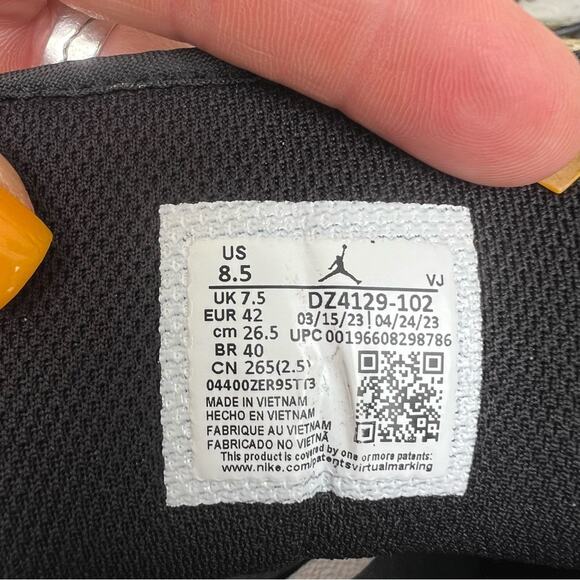 US
8.5
VJ
UK 7.5
DZ4129-102
EUR 42
03/15/23 | 04/24/23
cm 26.5
UPC 00196608298786
BR 40
CN 265(2.5)
MADE IN VIETNAM
HECHO EN VIETNAM
FABRIQUE AU VIETNAM
FABRICADO NO VIETNÃ
This product is covered by one or more patents:
www.nike.com/patentsvirtualmarking